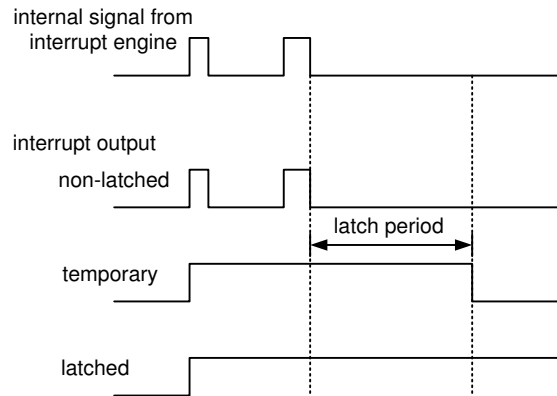 internal signal from
interrupt engine
interrupt output
non-latched
latch period
temporary
latched